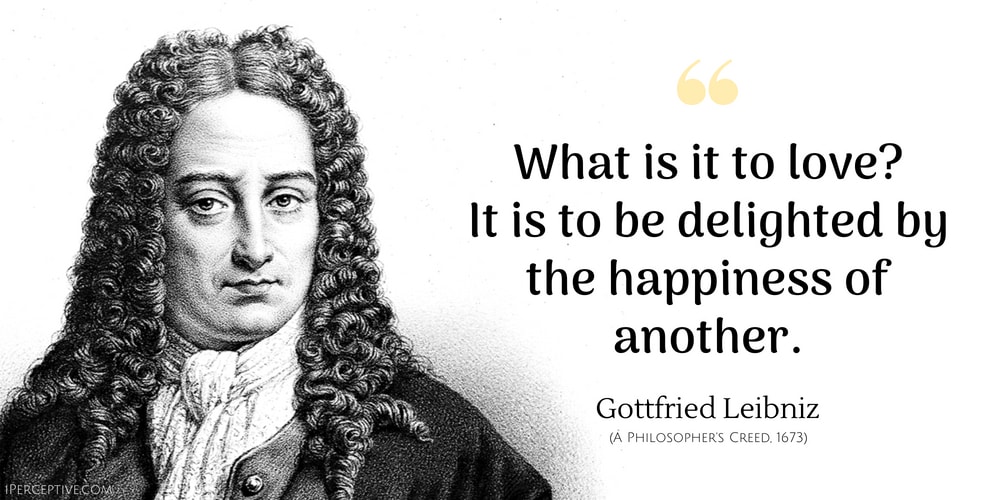 “
What is it to love?
It is to be delighted by
the happiness of
another.
Gottfried Leibniz
(A Philosopher's Creed, 1673)
iPerceptive.com